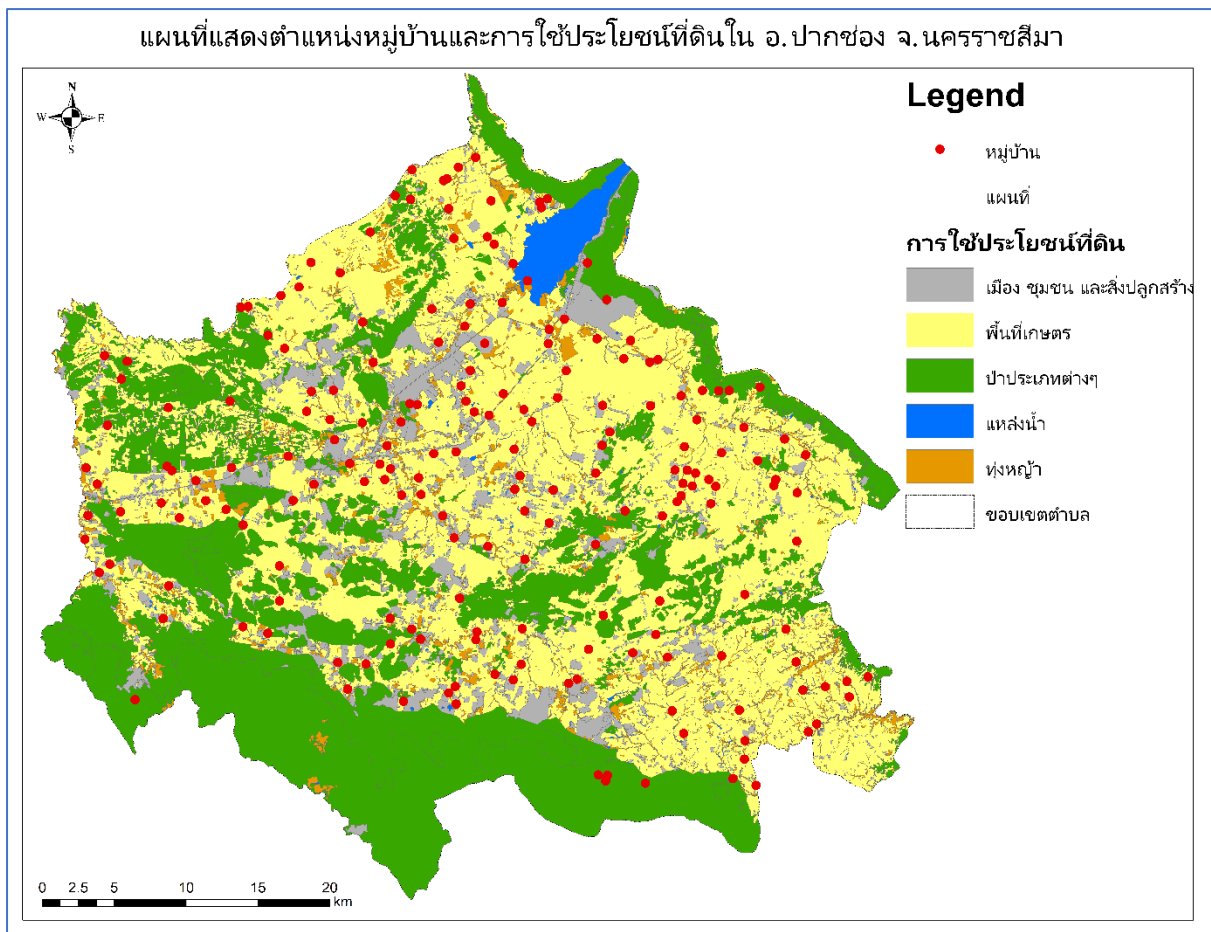 แผนที่แสดงตำแหน่งหมู่บ้านและการใช้ประโยชน์ที่ดินใน อ.ปากช่อง จ.นครราชสีมา
N
W E
S
Legend
หมู่บ้าน
แผนที่
การใช้ประโยชน์ที่ดิน
เมือง ชุมชน และสิ่งปลูกสร้าง
พื้นที่เกษตร
ป่าประเภทต่างๆ
แหล่งน้ำ
ทุ่งหญ้า
ขอบเขตตำบล
0 2.5 5 10 15 20
km